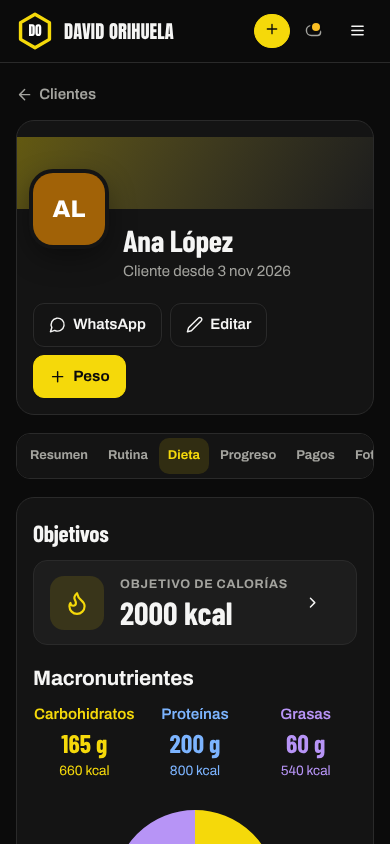 DO DAVID ORIHUELA
Clientes
AL
Ana López
Cliente desde 3 nov 2026
WhatsApp Editar
Peso
Resumen Rutina Dieta Progreso Pagos Fot
Objetivos
OBJETIVO DE CALORÍAS
2000 kcal
Macronutrientes
Carbohidratos Proteínas Grasas
165 g 200 g 60 g
660 kcal 800 kcal 540 kcal